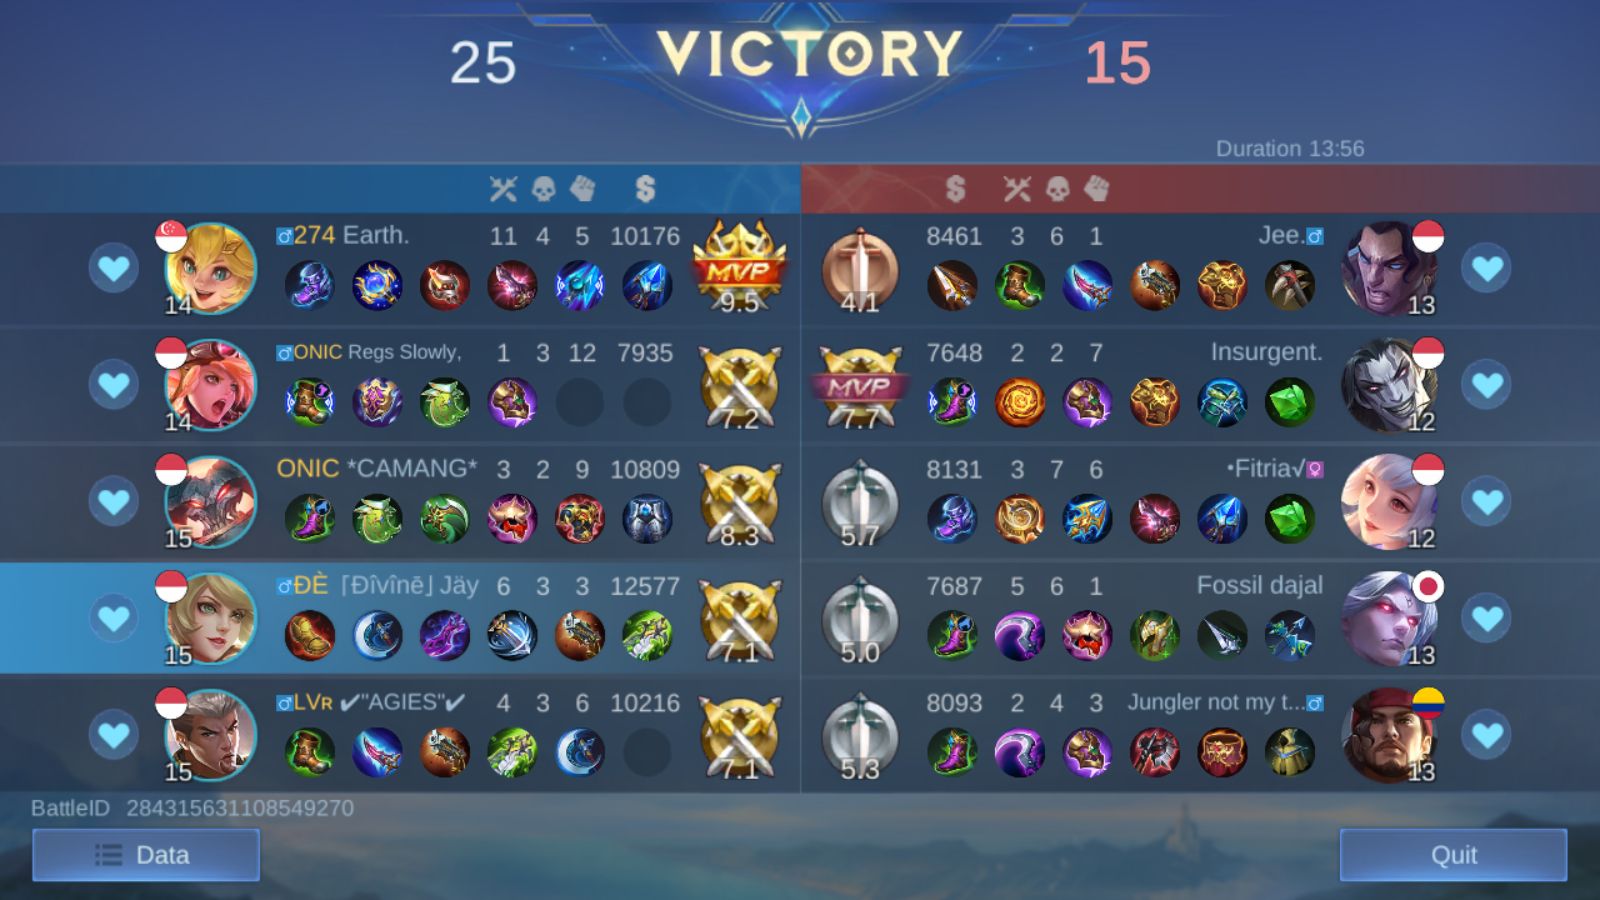 25 VICTORY 15
Duration 13:56
274 Earth. 11 4 5 10176 MVP 9.5 14
4.1 8461 3 6 1 Jee. 13
ONIC Regs Slowly, 1 3 12 7935 7.2 14
MVP 7.7 7648 2 2 7 Insurgent. 12
ONIC *CAMANG* 3 2 9 10809 8.3 15
5.7 8131 3 7 6 •Fitria√ 12
ĐÈ ⌈Đîvînē⌋ Jäy 6 3 3 12577 7.1 15
5.0 7687 5 6 1 Fossil dajal 13
LVʀ ✔"AGIES"✔ 4 3 6 10216 7.1 15
5.3 8093 2 4 3 Jungler not my t... 13
BattleID 284315631108549270
Data
Quit